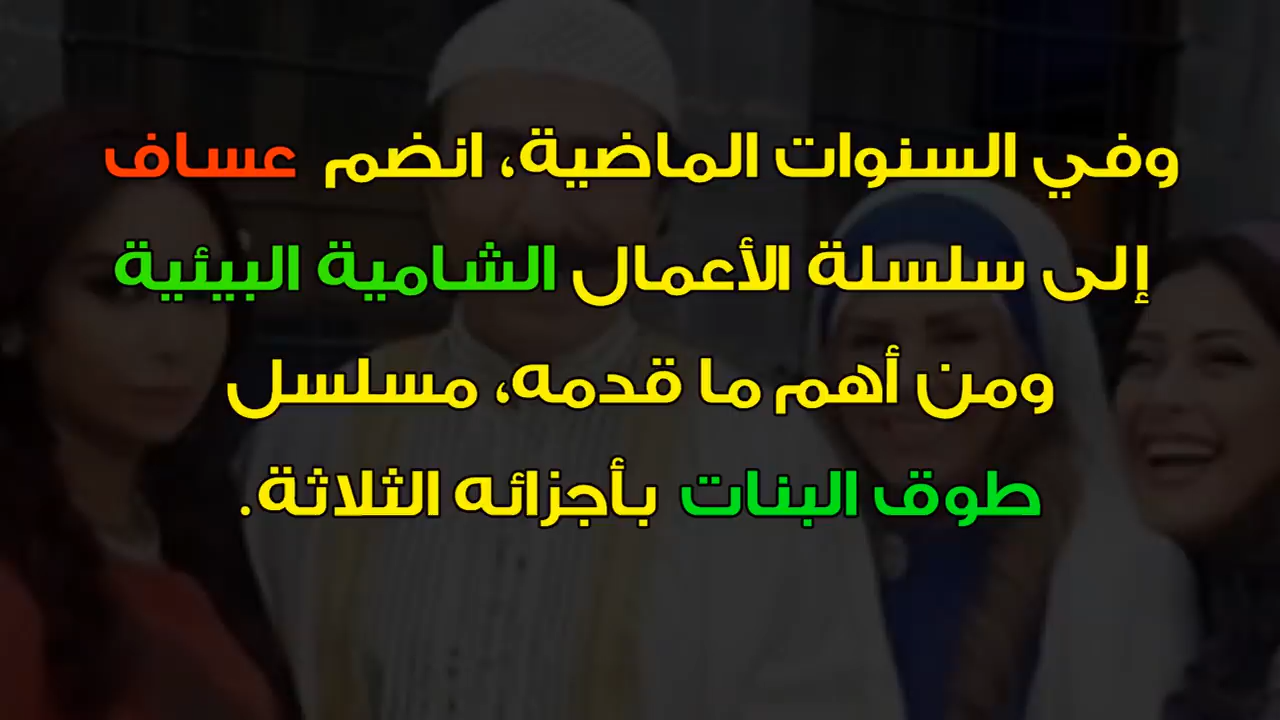 وفي السنوات الماضية، انضم عساف
إلى سلسلة الأعمال الشامية البيئية
ومن أهم ما قدمه، مسلسل
طوق البنات بأجزائه الثلاثة.